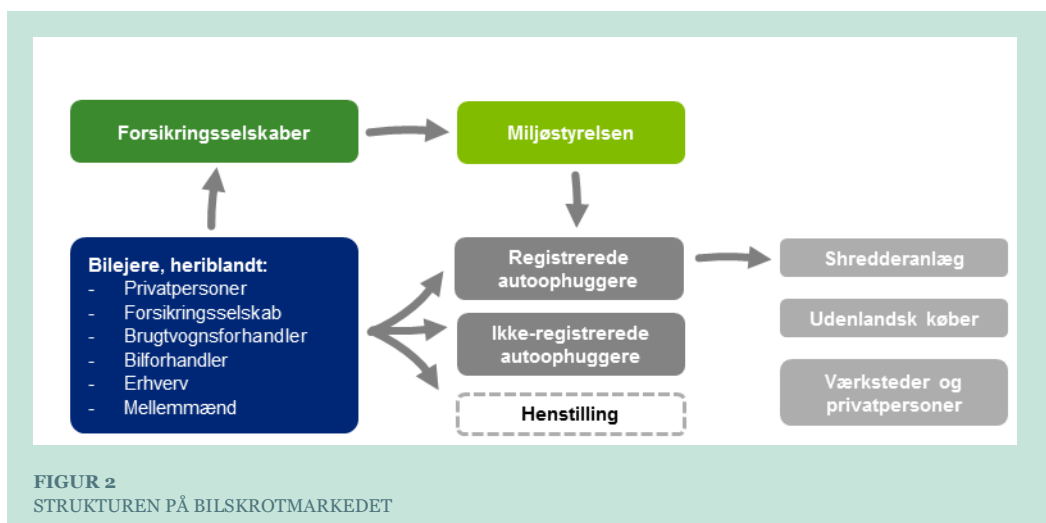 Forsikringsselskaber
Miljøstyrelsen
Bilejere, heriblandt:
- Privatpersoner
- Forsikringsselskab
- Brugtvognsforhandler
- Bilforhandler
- Erhverv
- Mellemmænd
Registrerede
autoophuggere
Ikke-registrerede
autoophuggere
Henstilling
Shredderanlæg
Udenlandsk køber
Værksteder og
privatpersoner
FIGUR 2
STRUKTUREN PÅ BILSKROTMARKEDET